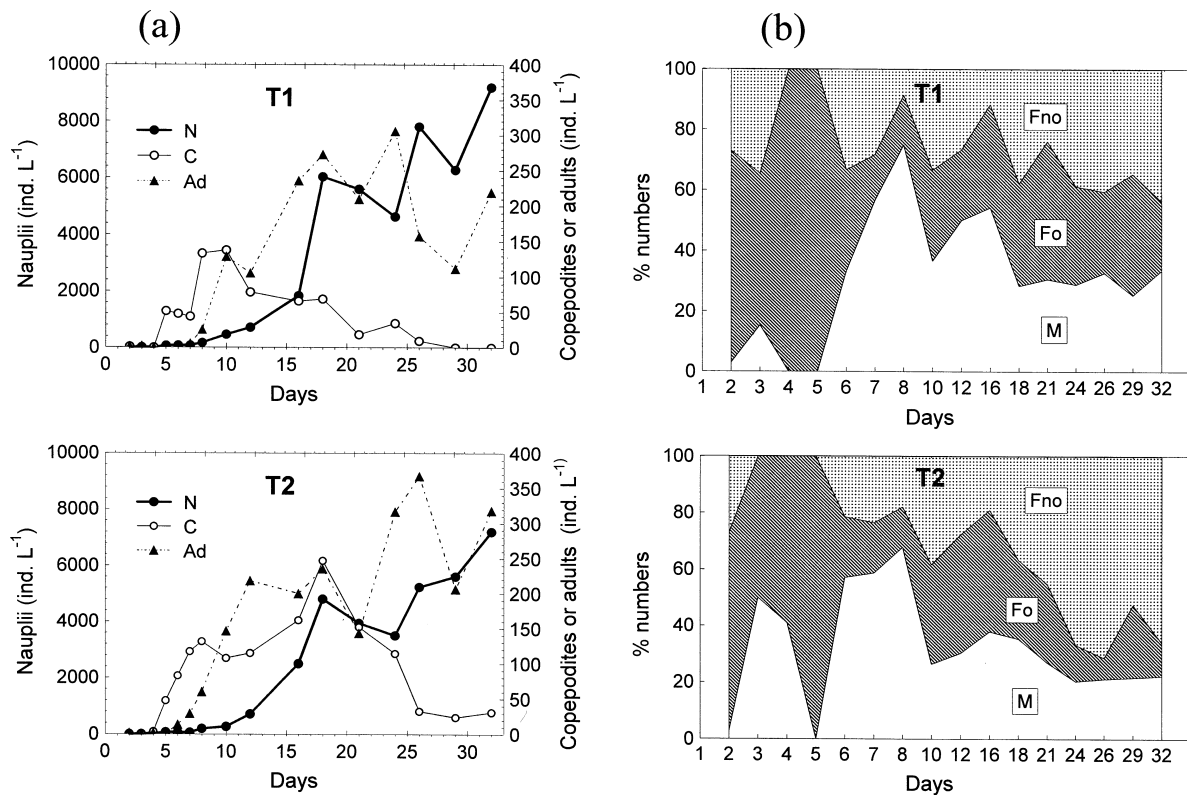 (a)
T1
N
C
Ad
Nauplii (ind. L⁻¹)
10000
8000
6000
4000
2000
0
Copepodites or adults (ind. L⁻¹)
400
350
300
250
200
150
100
50
0
0 5 10 15 20 25 30
Days
T2
N
C
Ad
Nauplii (ind. L⁻¹)
10000
8000
6000
4000
2000
0
Copepodites or adults (ind. L⁻¹)
400
350
300
250
200
150
100
50
0
0 5 10 15 20 25 30
Days
(b)
T1
Fno
Fo
M
% numbers
100
80
60
40
20
0
1 2 3 4 5 6 7 8 10 12 16 18 21 24 26 29 32
Days
T2
Fno
Fo
M
% numbers
100
80
60
40
20
0
1 2 3 4 5 6 7 8 10 12 16 18 21 24 26 29 32
Days